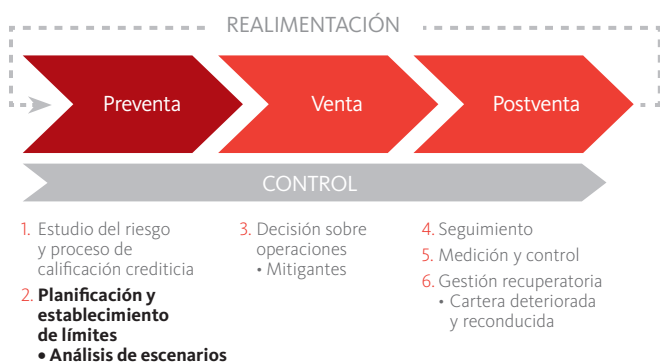 REALIMENTACIÓN
Preventa
Venta
Postventa
CONTROL
1. Estudio del riesgo
y proceso de
calificación crediticia
2. Planificación y
establecimiento
de límites
• Análisis de escenarios
3. Decisión sobre
operaciones
• Mitigantes
4. Seguimiento
5. Medición y control
6. Gestión recuperatoria
• Cartera deteriorada
y reconducida